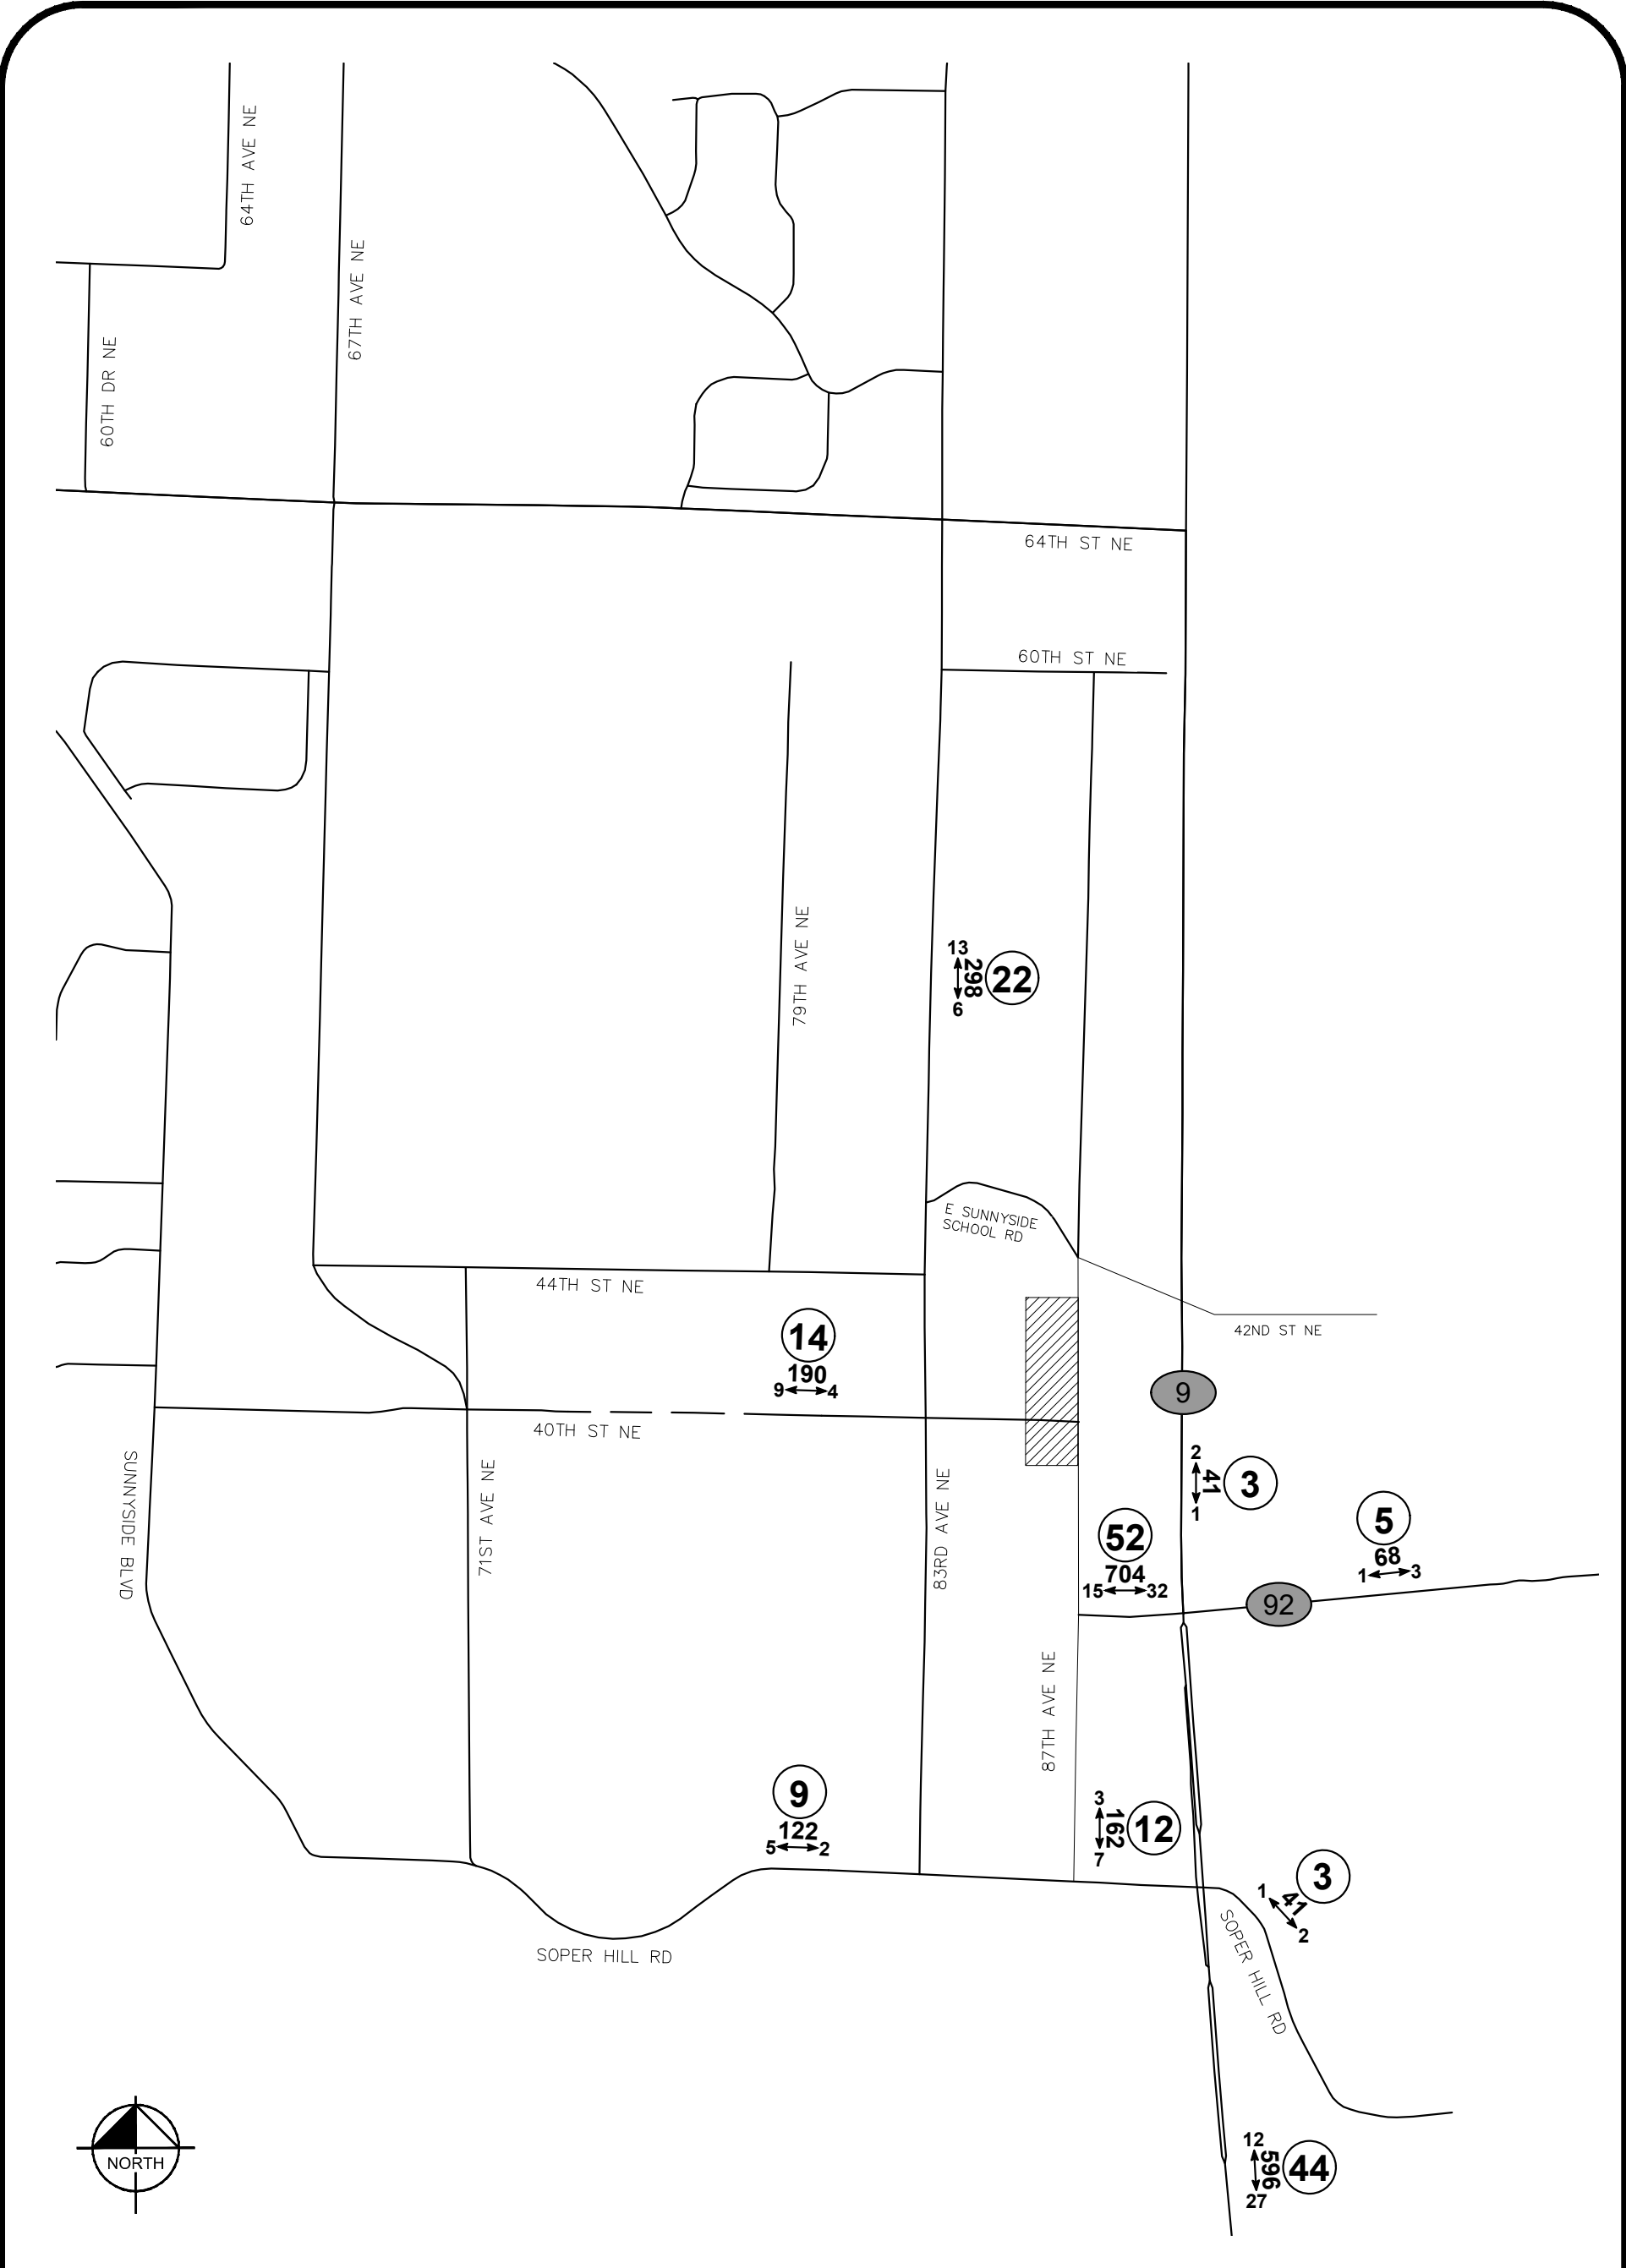 64TH AVE NE
67TH AVE NE
60TH DR NE
64TH ST NE
60TH ST NE
79TH AVE NE
13
298
22
6
E SUNNYSIDE
SCHOOL RD
44TH ST NE
42ND ST NE
14
190
9 4
9
40TH ST NE
SUNNYSIDE BLVD
71ST AVE NE
83RD AVE NE
2
41
3
1
5
68
1 3
52
704
15 32
92
87TH AVE NE
9
122
5 2
3
162
12
7
3
1
41
2
SOPER HILL RD
SOPER HILL RD
NORTH
12
596
44
27